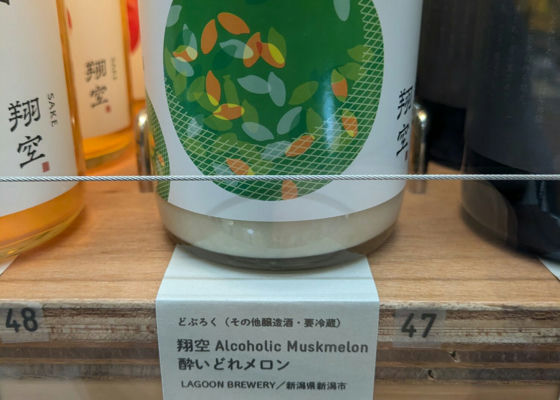 翔空
SAKE
翔空
SAKE
翔空
48
47
どぶろく（その他醸造酒・要冷蔵）
翔空 Alcoholic Muskmelon
酔いどれメロン
LAGOON BREWERY／新潟県新潟市